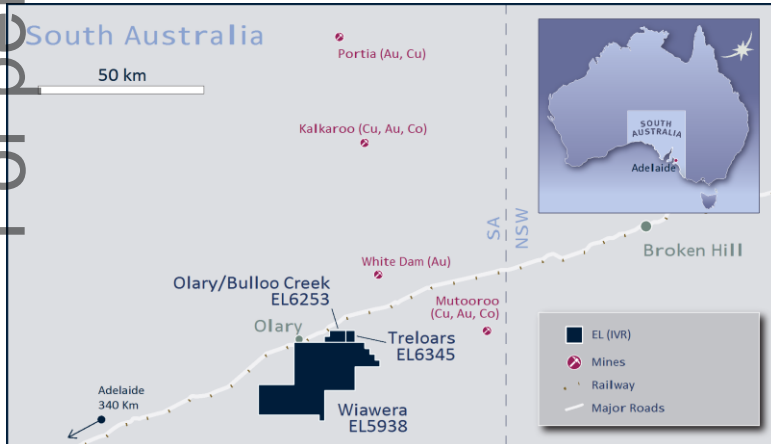 South Australia
50 km
Portia (Au, Cu)
Kalkaroo (Cu, Au, Co)
SOUTH
AUSTRALIA
Adelaide
SA
NSW
Broken Hill
White Dam (Au)
Olary/Bulloo Creek
EL6253
Mutooroo
(Cu, Au, Co)
Olary
Treloars
EL6345
Adelaide
340 Km
Wiawera
EL5938
EL (IVR)
Mines
Railway
Major Roads